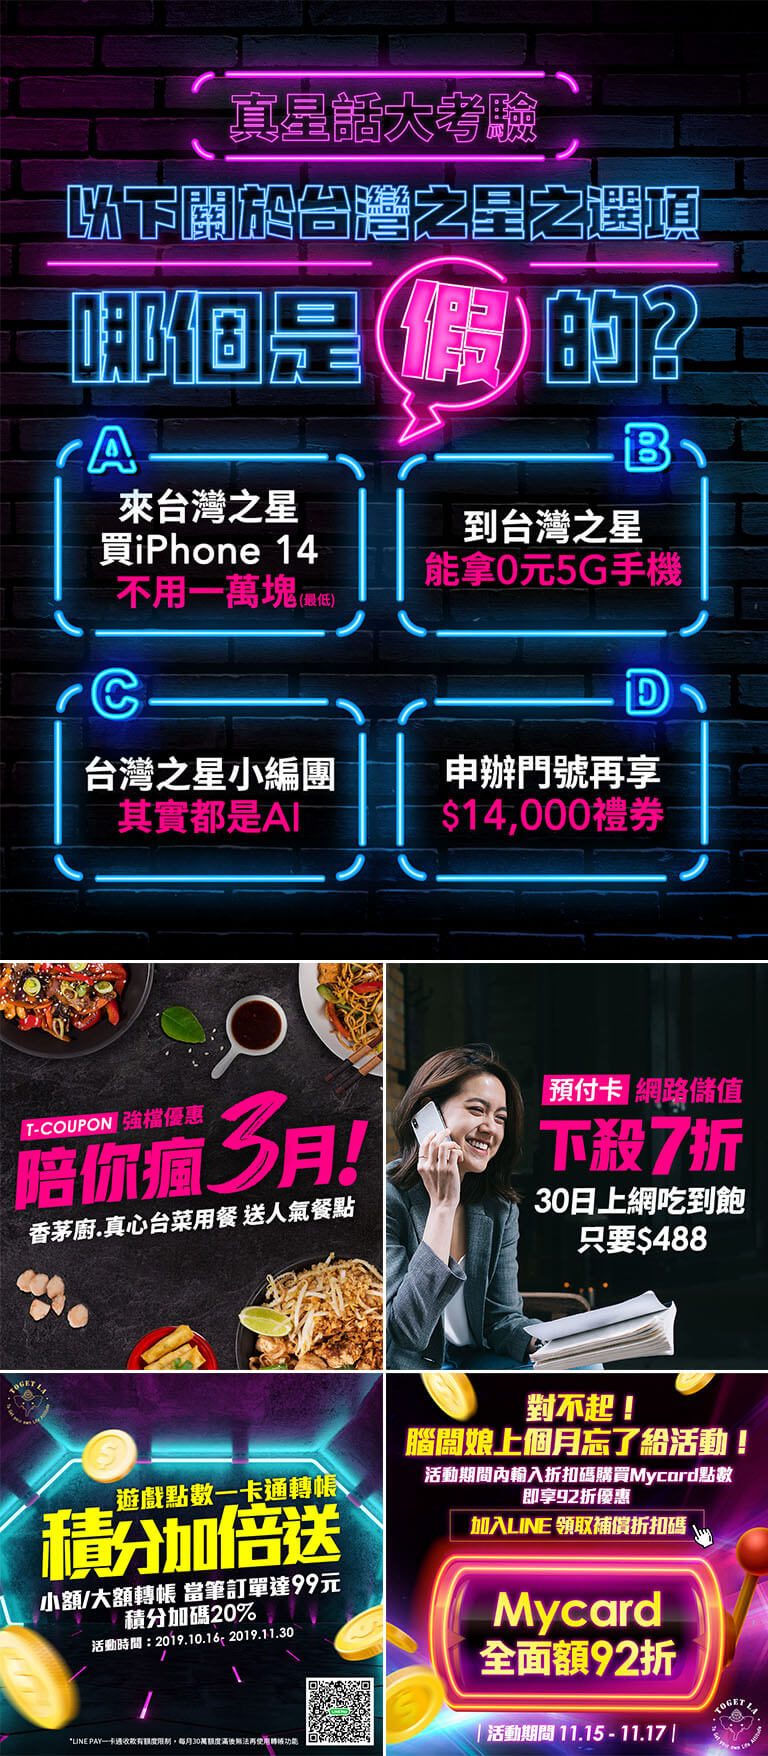 真星話大考驗
以下關於台灣之星之選項
哪個是假的?
A
來台灣之星
買iPhone 14
不用一萬塊(最低)
B
到台灣之星
能拿0元5G手機
C
台灣之星小編團
其實都是AI
D
申辦門號再享
$14,000禮券
T-COUPON 強檔優惠
陪你瘋3月!
香茅廚.真心台菜用餐 送人氣餐點
預付卡 網路儲值
下殺7折
30日上網吃到飽
只要$488
TOGET LA
遊戲點數一卡通轉帳
積分加倍送
小額/大額轉帳 當筆訂單達99元
積分加碼20%
活動時間：2019.10.16- 2019.11.30
*LINE PAY一卡通收款有額度限制，每月30萬額度滿後無法再使用轉帳功能
對不起！
腦闆娘上個月忘了給活動！
活動期間內輸入折扣碼購買Mycard點數
即享92折優惠
加入LINE 領取補償折扣碼
Mycard
全面額92折
活動期間 11.15 - 11.17
TOGET LA